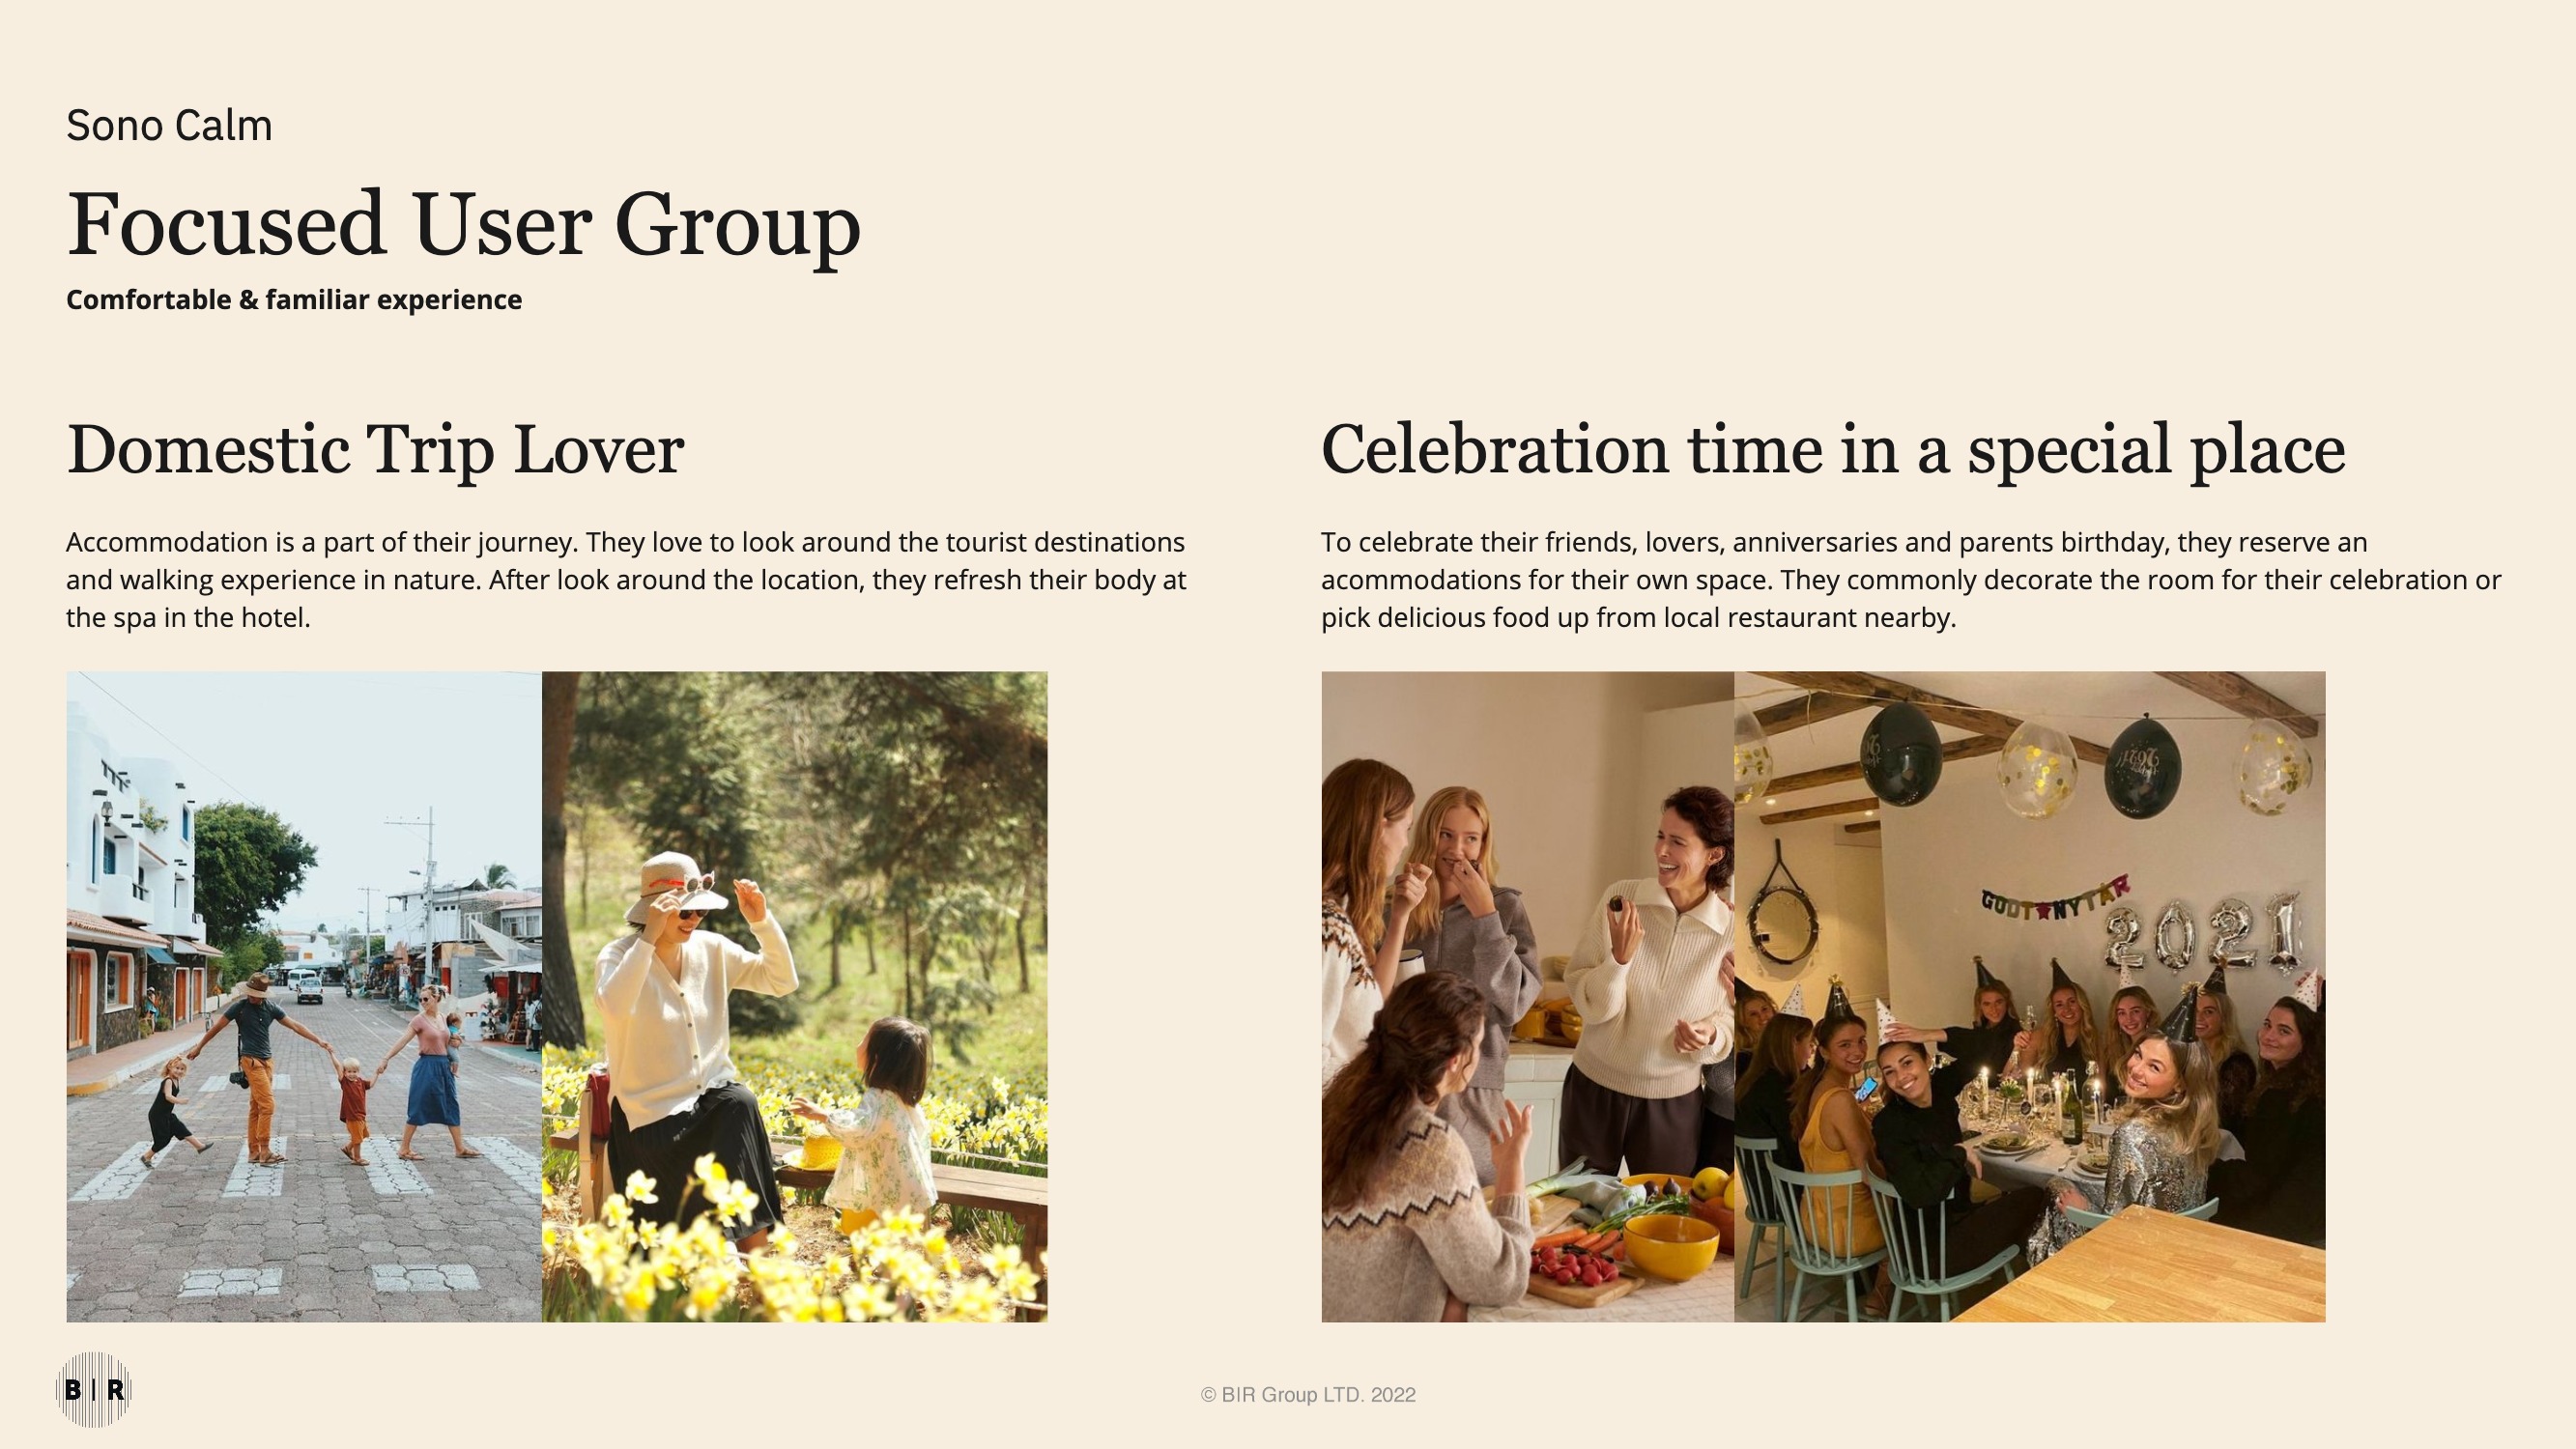 Sono Calm
Focused User Group
Comfortable & familiar experience
Domestic Trip Lover
Accommodation is a part of their journey. They love to look around the tourist destinations
and walking experience in nature. After look around the location, they refresh their body at
the spa in the hotel.
Celebration time in a special place
To celebrate their friends, lovers, anniversaries and parents birthday, they reserve an
acommodations for their own space. They commonly decorate the room for their celebration or
pick delicious food up from local restaurant nearby.
GODT NYTÅR
2021
B I R
© BIR Group LTD. 2022